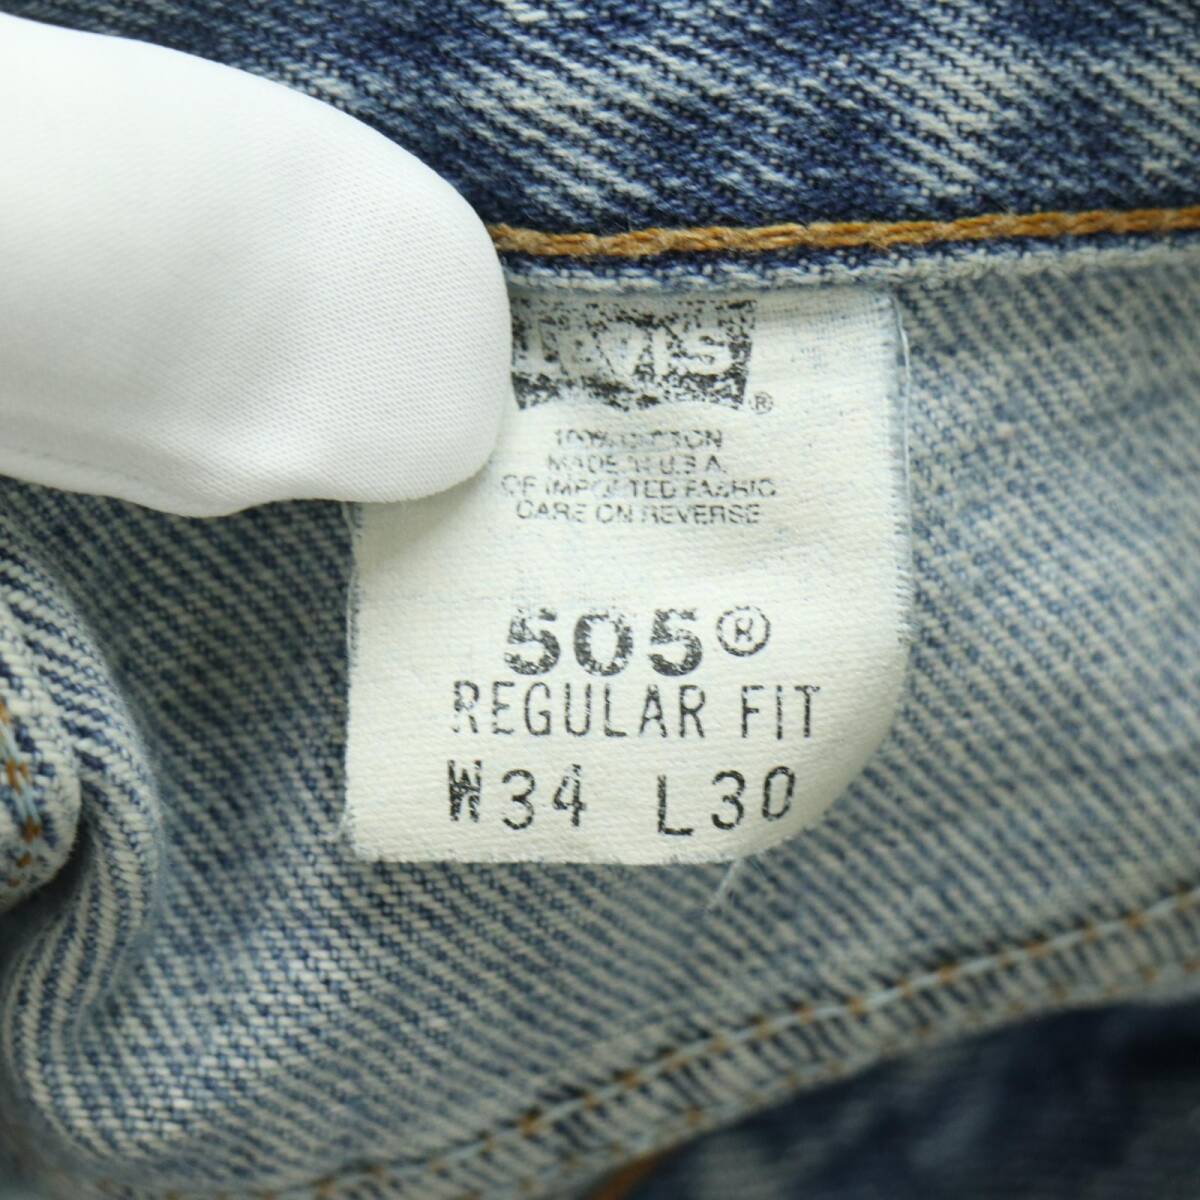 Levi's ®
100% COTTON
MADE IN U.S.A.
OF IMPORTED FABRIC
CARE ON REVERSE
505®
REGULAR FIT
W34 L30